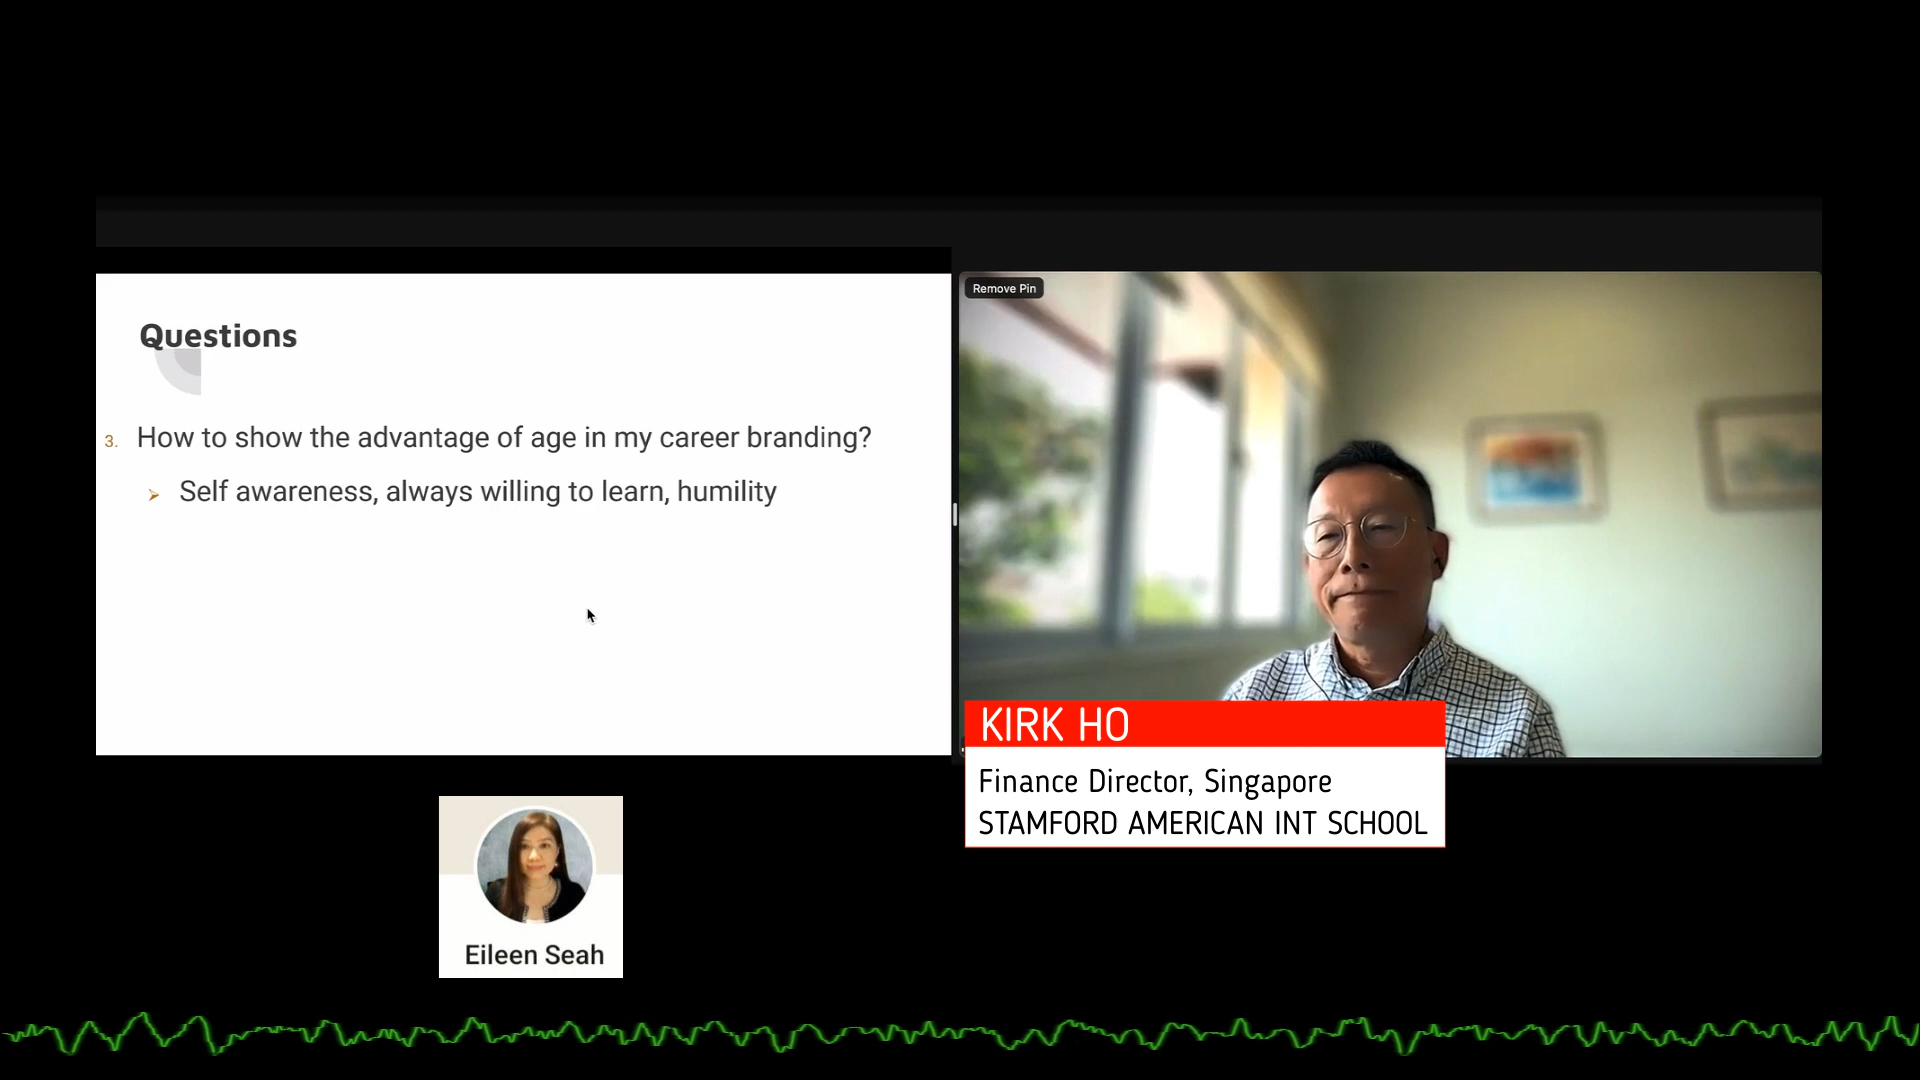 Questions
3. How to show the advantage of age in my career branding?
➢ Self awareness, always willing to learn, humility
Remove Pin
KIRK HO
Finance Director, Singapore
STAMFORD AMERICAN INT SCHOOL
Eileen Seah